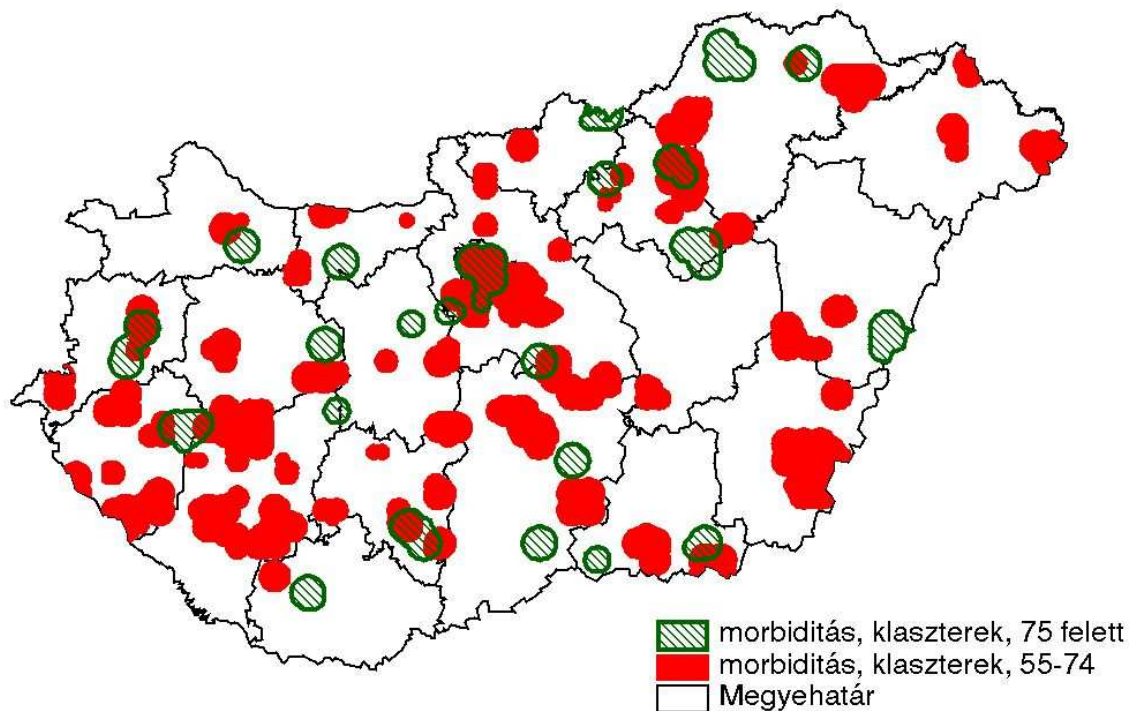 morbiditás, klaszterek, 75 felett
morbiditás, klaszterek, 55-74
Megyehatár